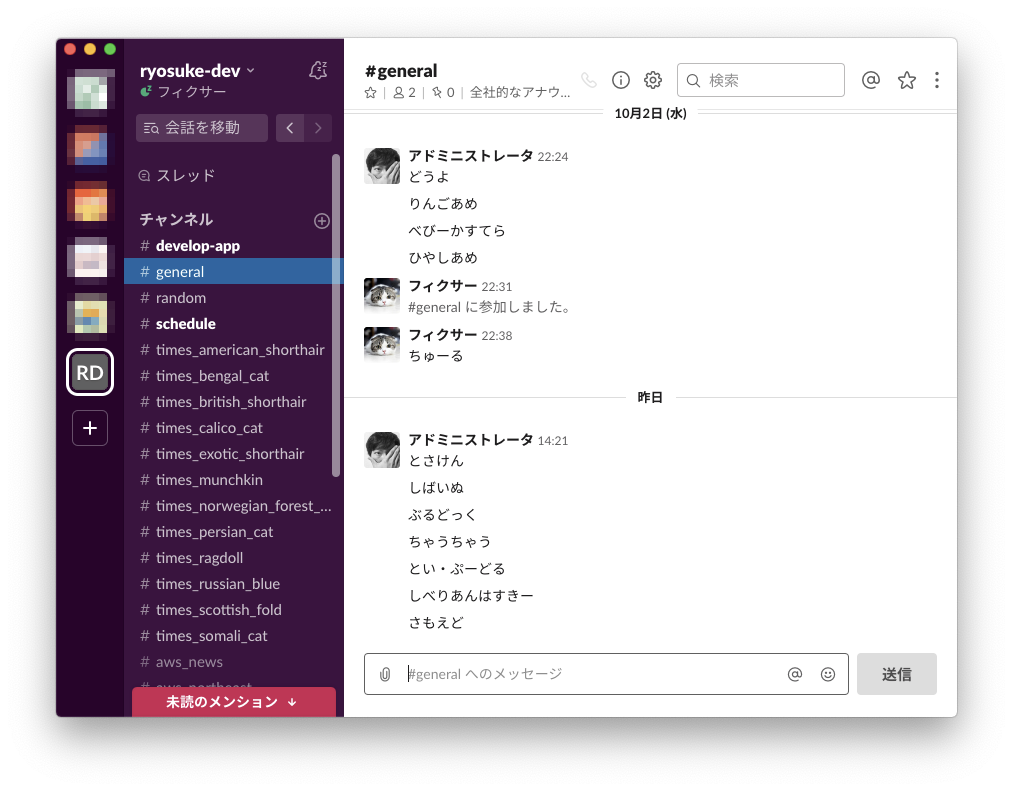 ryosuke-dev
フィクサー
会話を移動
スレッド
チャンネル
# develop-app
# general
# random
# schedule
# times_american_shorthair
# times_bengal_cat
# times_british_shorthair
# times_calico_cat
# times_exotic_shorthair
# times_munchkin
# times_norwegian_forest_...
# times_persian_cat
# times_ragdoll
# times_russian_blue
# times_scottish_fold
# times_somali_cat
# aws_news
未読のメンション ↓
RD
+
#general
2 | 0 | 全社的なアナウ...
検索
10月2日 (水)
アドミニストレータ 22:24
どうよ
りんごあめ
べびーかすてら
ひやしあめ
フィクサー 22:31
#general に参加しました。
フィクサー 22:38
ちゅーる
昨日
アドミニストレータ 14:21
とさけん
しばいぬ
ぶるどっく
ちゃうちゃう
とい・ぷーどる
しべりあんはすきー
さもえど
#general へのメッセージ
送信